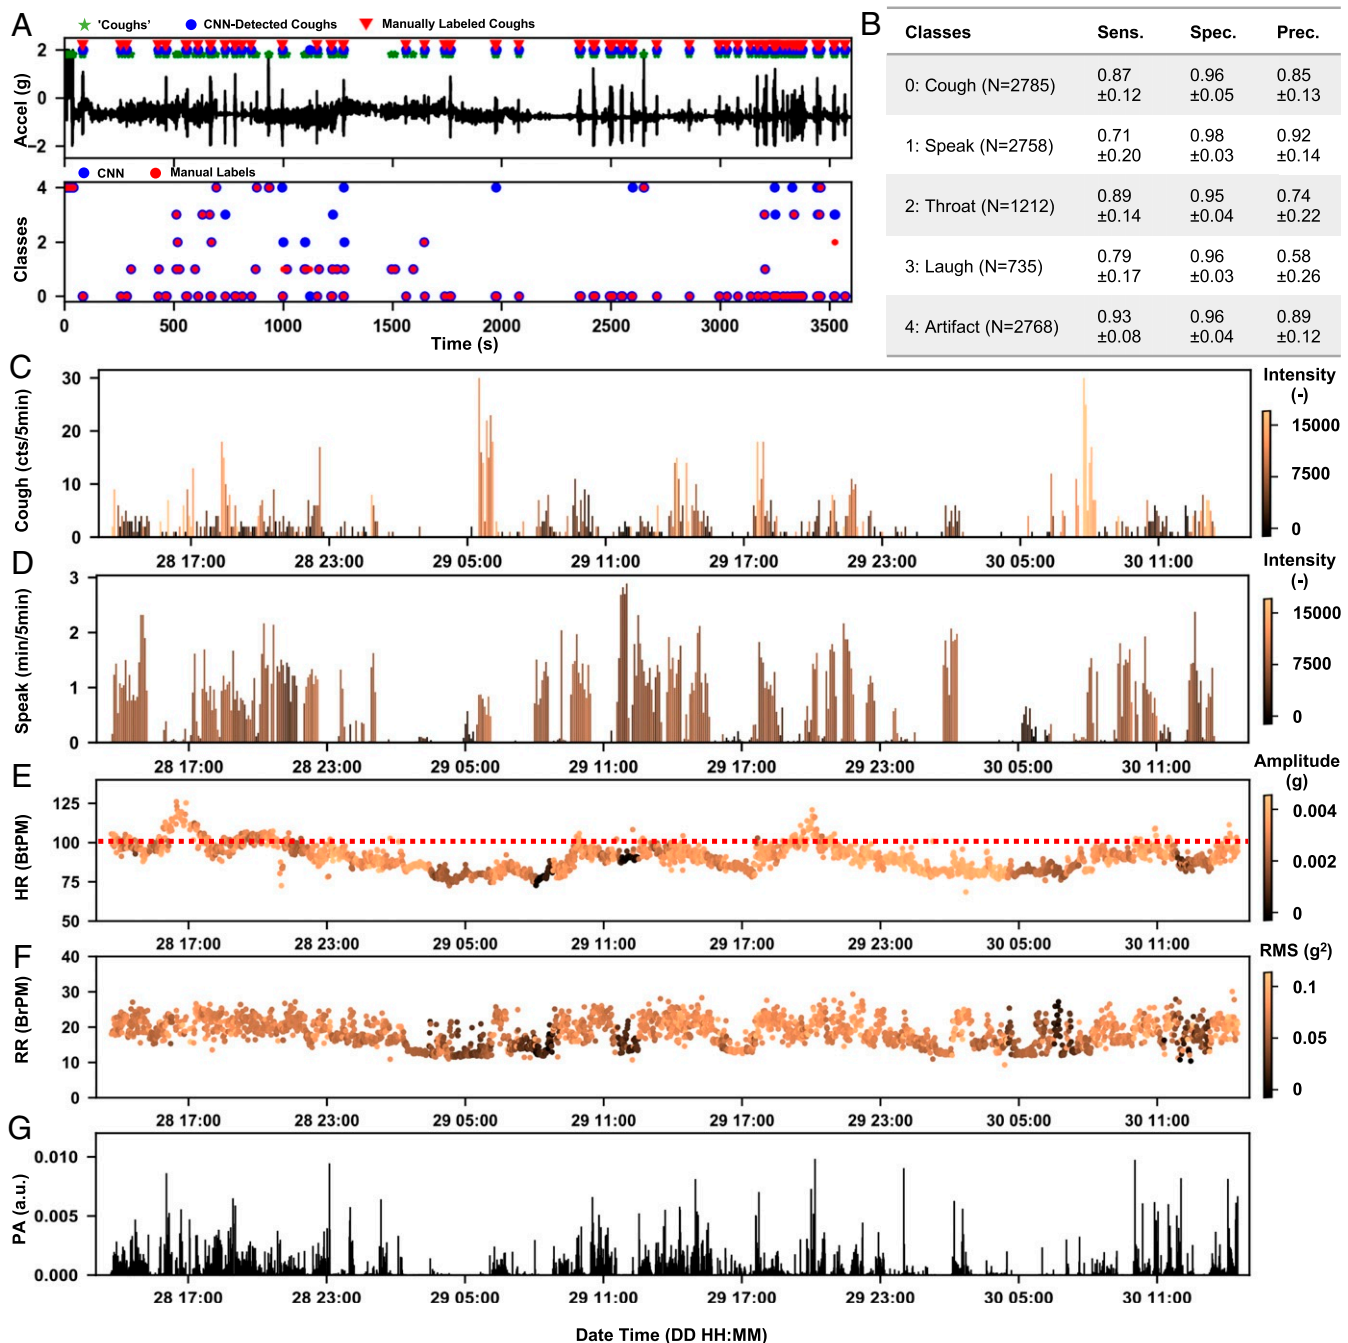 A
'Coughs' CNN-Detected Coughs Manually Labeled Coughs
Accel (g)
2
0
−2
CNN Manual Labels
Classes
4
2
0
0 500 1000 1500 2000 2500 3000 3500
Time (s)
B
Classes Sens. Spec. Prec.
0: Cough (N=2785) 0.87 ±0.12 0.96 ±0.05 0.85 ±0.13
1: Speak (N=2758) 0.71 ±0.20 0.98 ±0.03 0.92 ±0.14
2: Throat (N=1212) 0.89 ±0.14 0.95 ±0.04 0.74 ±0.22
3: Laugh (N=735) 0.79 ±0.17 0.96 ±0.03 0.58 ±0.26
4: Artifact (N=2768) 0.93 ±0.08 0.96 ±0.04 0.89 ±0.12
C
Cough (cts/5min)
30
20
10
0
28 17:00 28 23:00 29 05:00 29 11:00 29 17:00 29 23:00 30 05:00 30 11:00
Intensity
(-)
15000
7500
0
D
Speak (min/5min)
3
2
1
0
28 17:00 28 23:00 29 05:00 29 11:00 29 17:00 29 23:00 30 05:00 30 11:00
Intensity
(-)
15000
7500
0
E
HR (BtPM)
125
100
75
50
28 17:00 28 23:00 29 05:00 29 11:00 29 17:00 29 23:00 30 05:00 30 11:00
Amplitude
(g)
0.004
0.002
0
F
RR (BrPM)
40
30
20
10
0
28 17:00 28 23:00 29 05:00 29 11:00 29 17:00 29 23:00 30 05:00 30 11:00
RMS (g²)
0.1
0.05
0
G
PA (a.u.)
0.010
0.005
0.000
28 17:00 28 23:00 29 05:00 29 11:00 29 17:00 29 23:00 30 05:00 30 11:00
Date Time (DD HH:MM)